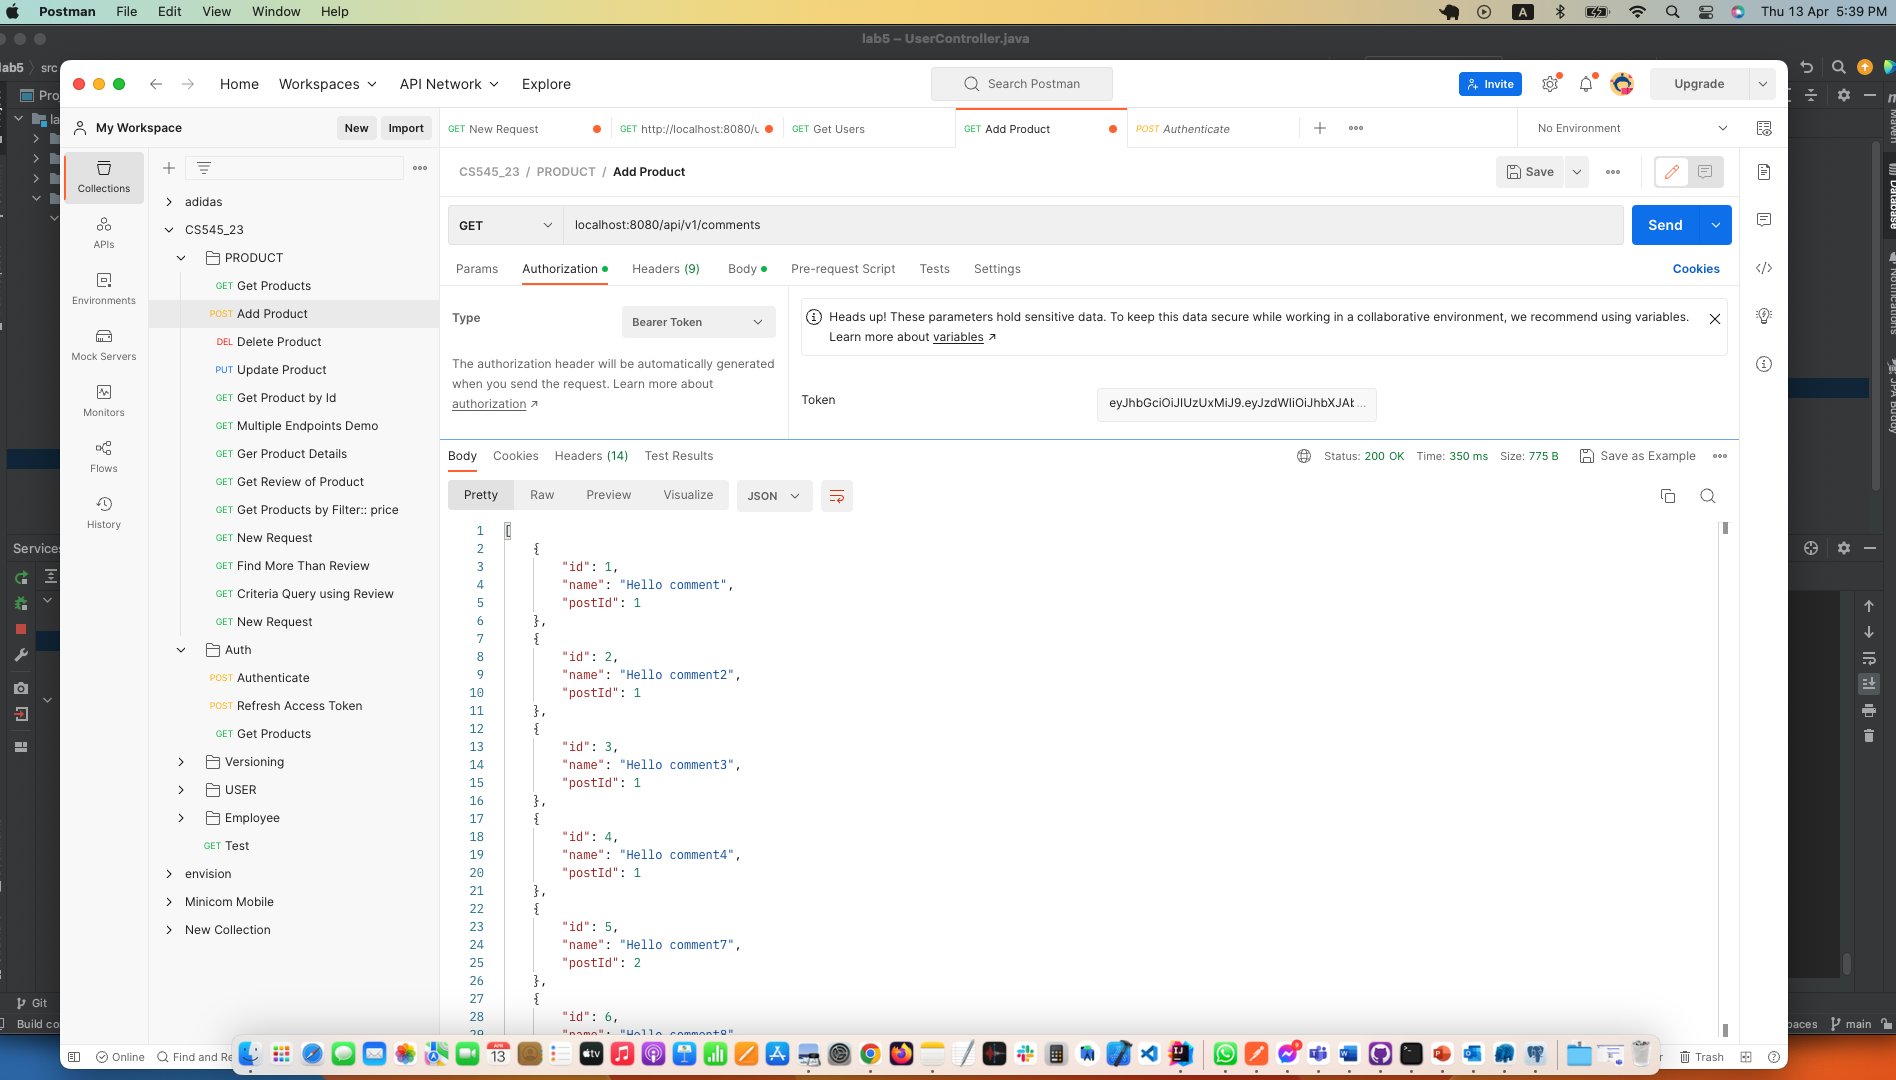 Postman File Edit View Window Help
A Thu 13 Apr 5:39 PM
lab5 – UserController.java
lab5 src
Home Workspaces API Network Explore
Search Postman
Invite
Upgrade
My Workspace
New Import
GET New Request
GET http://localhost:8080/u
GET Get Users
GET Add Product
POST Authenticate
No Environment
Collections
APIs
Environments
Mock Servers
Monitors
Flows
History
adidas
CS545_23
PRODUCT
GET Get Products
POST Add Product
DEL Delete Product
PUT Update Product
GET Get Product by Id
GET Multiple Endpoints Demo
GET Ger Product Details
GET Get Review of Product
GET Get Products by Filter:: price
GET New Request
GET Find More Than Review
GET Criteria Query using Review
GET New Request
Auth
POST Authenticate
POST Refresh Access Token
GET Get Products
Versioning
USER
Employee
GET Test
envision
Minicom Mobile
New Collection
CS545_23 / PRODUCT / Add Product
Save
GET localhost:8080/api/v1/comments
Send
Params Authorization Headers (9) Body Pre-request Script Tests Settings
Cookies
Type
Bearer Token
The authorization header will be automatically generated
when you send the request. Learn more about
authorization ↗
Heads up! These parameters hold sensitive data. To keep this data secure while working in a collaborative environment, we recommend using variables.
Learn more about variables ↗
Token
Body Cookies Headers (14) Test Results
Status: 200 OK Time: 350 ms Size: 775 B
Save as Example
Pretty Raw Preview Visualize JSON
1 [
2 {
3 "id": 1,
4 "name": "Hello comment",
5 "postId": 1
6 },
7 {
8 "id": 2,
9 "name": "Hello comment2",
10 "postId": 1
11 },
12 {
13 "id": 3,
14 "name": "Hello comment3",
15 "postId": 1
16 },
17 {
18 "id": 4,
19 "name": "Hello comment4",
20 "postId": 1
21 },
22 {
23 "id": 5,
24 "name": "Hello comment7",
25 "postId": 2
26 },
27 {
28 "id": 6,
29 "name": "Hello comment8"
Services
Git
Build co
Online Find and Re
Trash
Database
Notifications
JPA Buddy
paces main
APR
13
tv